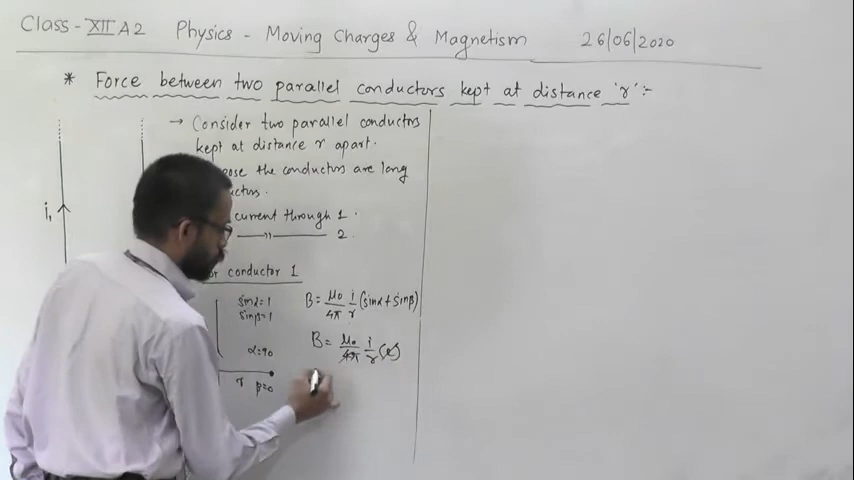 Class - XII A2 Physics - Moving Charges & Magnetism 26/06/2020
* Force between two parallel conductors kept at distance 'r' :-
→ Consider two parallel conductors
kept at distance r apart.
the conductors are long
i₁
current through 1.
—〃— 2.
conductor 1
sinα=1
sinβ=1
B = μ₀/4π i/r (sinα + sinβ)
α=90
B = μ₀/4π i/r (2)
r β=0